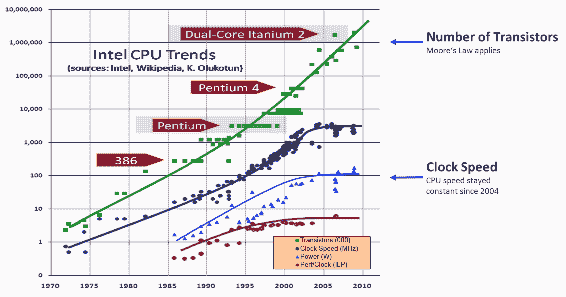 10,000,000
1,000,000
100,000
10,000
1,000
100
10
1
0
1970 1975 1980 1985 1990 1995 2000 2005 2010
Intel CPU Trends
(sources: Intel, Wikipedia, K. Olukotun)
Dual-Core Itanium 2
Pentium 4
Pentium
386
Transistors (000)
Clock Speed (MHz)
Power (W)
Perf/Clock (ILP)
Number of Transistors
Moore's Law applies
Clock Speed
CPU speed stayed
constant since 2004